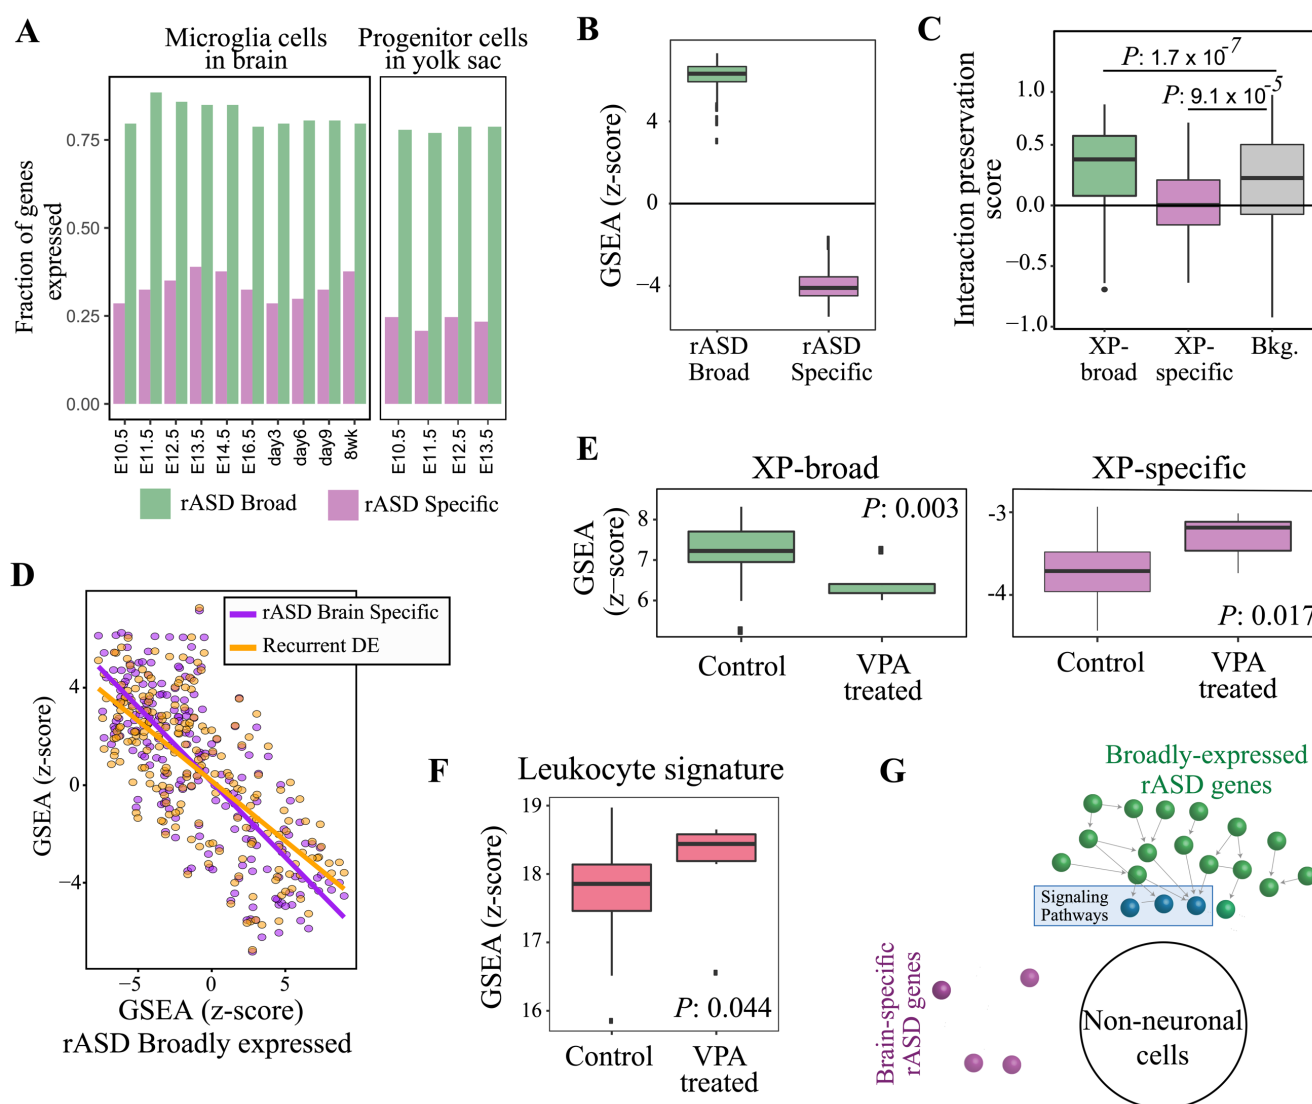 A
Microglia cells
in brain
Progenitor cells
in yolk sac
Fraction of genes
expressed
0.75
0.50
0.25
0.00
E10.5
E11.5
E12.5
E13.5
E14.5
E16.5
day3
day6
day9
8wk
E10.5
E11.5
E12.5
E13.5
rASD Broad
rASD Specific
B
GSEA (z-score)
4
0
−4
rASD
Broad
rASD
Specific
C
Interaction preservation
score
1.0
0.5
0.0
−0.5
−1.0
P: 1.7 x 10-7
P: 9.1 x 10-5
XP-
broad
XP-
specific
Bkg.
D
GSEA (z-score)
4
0
−4
rASD Brain Specific
Recurrent DE
−5
0
5
GSEA (z-score)
rASD Broadly expressed
E
XP-broad
GSEA
(z−score)
8
7
6
P: 0.003
Control
VPA
treated
XP-specific
-3
-4
P: 0.017
Control
VPA
treated
F
Leukocyte signature
GSEA (z-score)
19
18
17
16
P: 0.044
Control
VPA
treated
G
Broadly-expressed
rASD genes
Signaling
Pathways
Brain-specific
rASD genes
Non-neuronal
cells